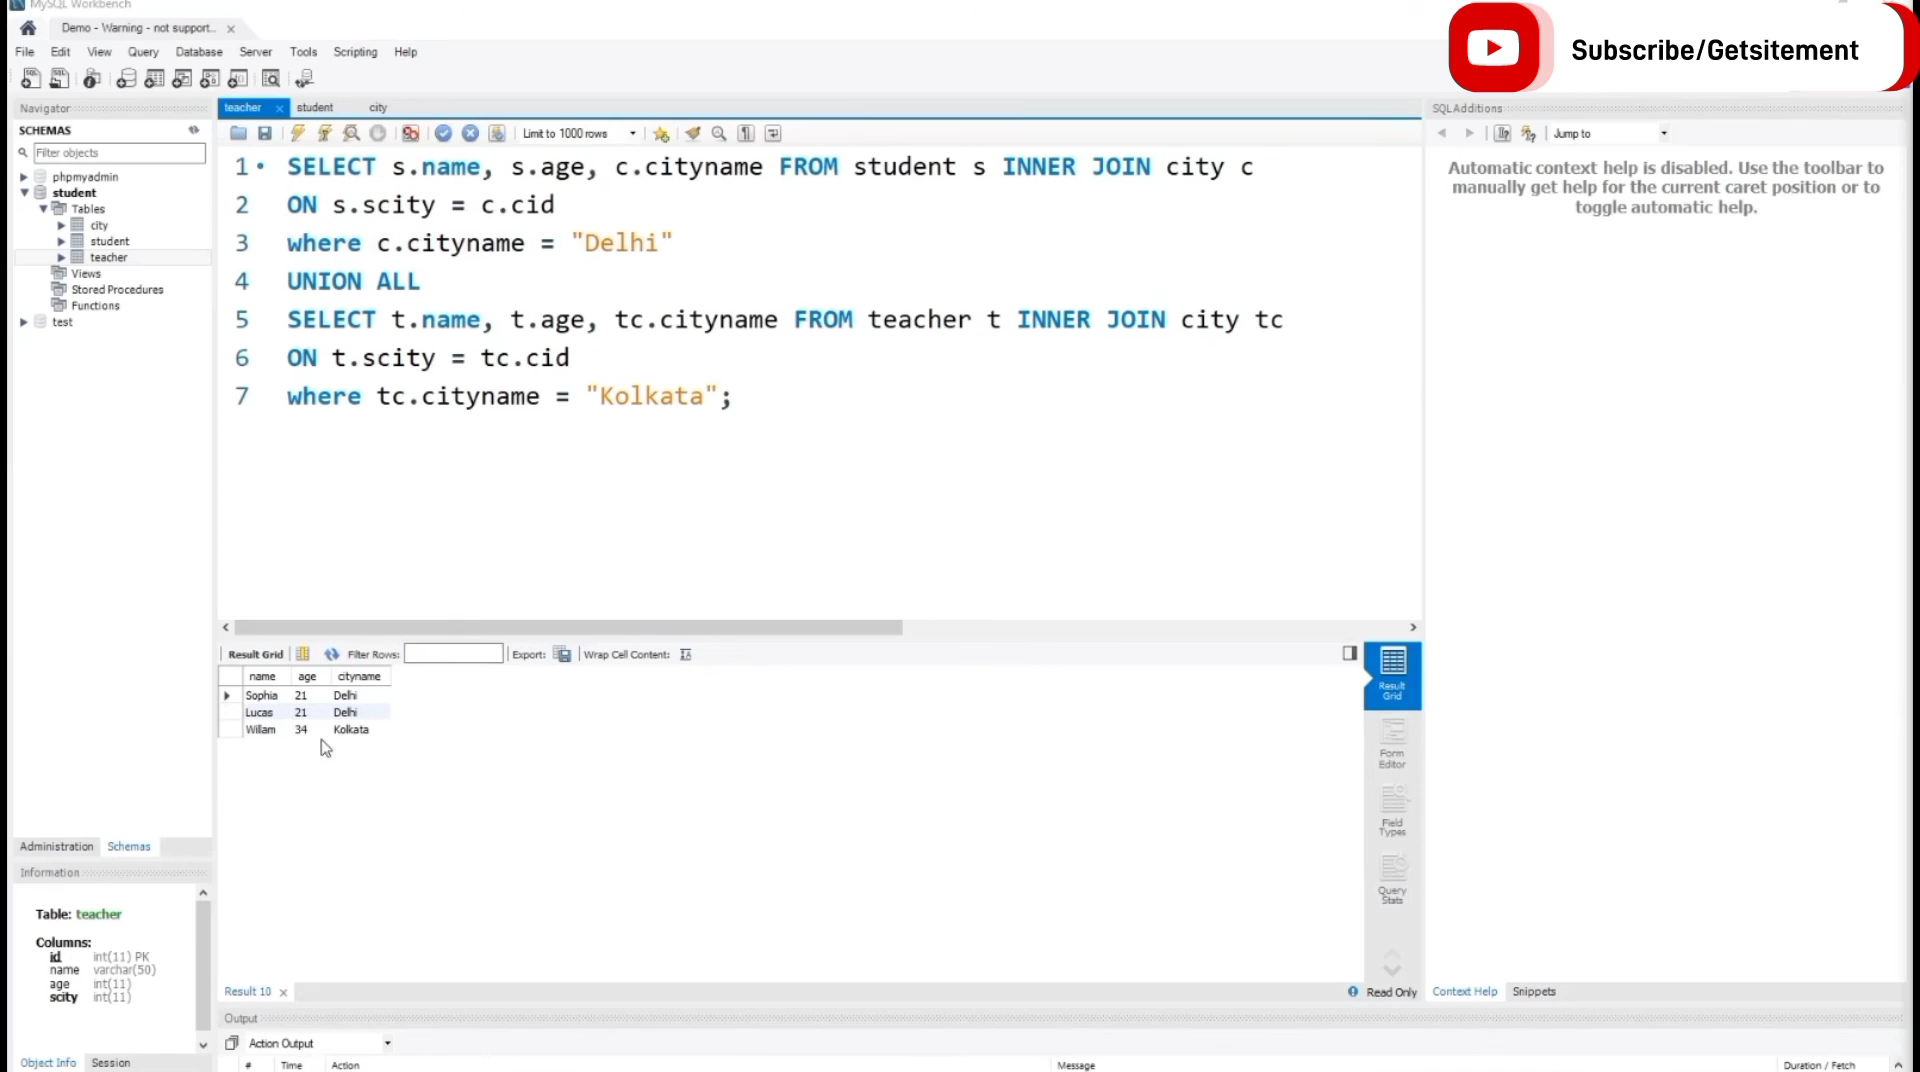 MySQL Workbench
Subscribe/Getsitement
Demo - Warning - not support...
File Edit View Query Database Server Tools Scripting Help
Navigator
SCHEMAS
Filter objects
phpmyadmin
student
Tables
city
student
teacher
Views
Stored Procedures
Functions
test
teacher student city
Limit to 1000 rows
1 SELECT s.name, s.age, c.cityname FROM student s INNER JOIN city c
2 ON s.scity = c.cid
3 where c.cityname = "Delhi"
4 UNION ALL
5 SELECT t.name, t.age, tc.cityname FROM teacher t INNER JOIN city tc
6 ON t.scity = tc.cid
7 where tc.cityname = "Kolkata";
SQLAdditions
Jump to
Automatic context help is disabled. Use the toolbar to
manually get help for the current caret position or to
toggle automatic help.
Result Grid Filter Rows: Export: Wrap Cell Content:
name age cityname
Sophia 21 Delhi
Lucas 21 Delhi
Willam 34 Kolkata
Result
Grid
Form
Editor
Field
Types
Query
Stats
Administration Schemas
Information
Table: teacher
Columns:
id int(11) PK
name varchar(50)
age int(11)
scity int(11)
Object Info Session
Result 10
Read Only
Context Help Snippets
Output
Action Output
# Time Action Message Duration / Fetch